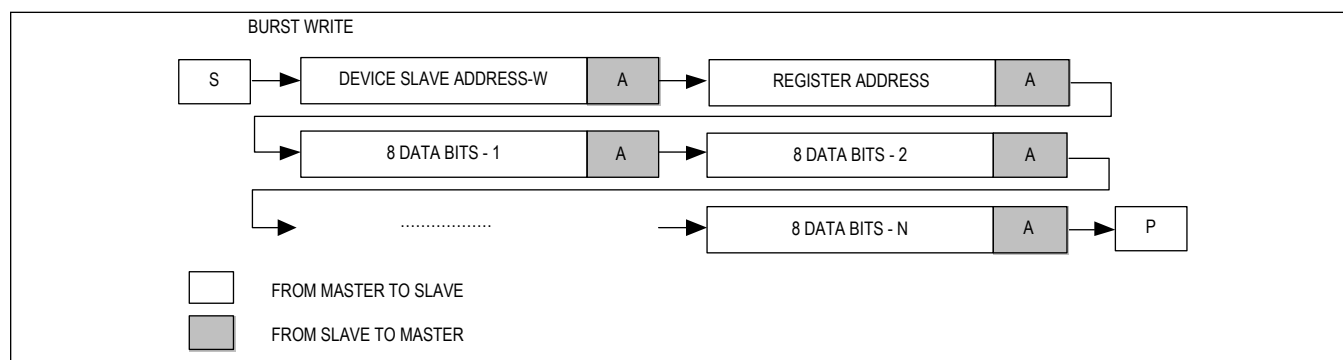 BURST WRITE
S DEVICE SLAVE ADDRESS-W A REGISTER ADDRESS A
8 DATA BITS - 1 A 8 DATA BITS - 2 A
.................. 8 DATA BITS - N A P
FROM MASTER TO SLAVE
FROM SLAVE TO MASTER